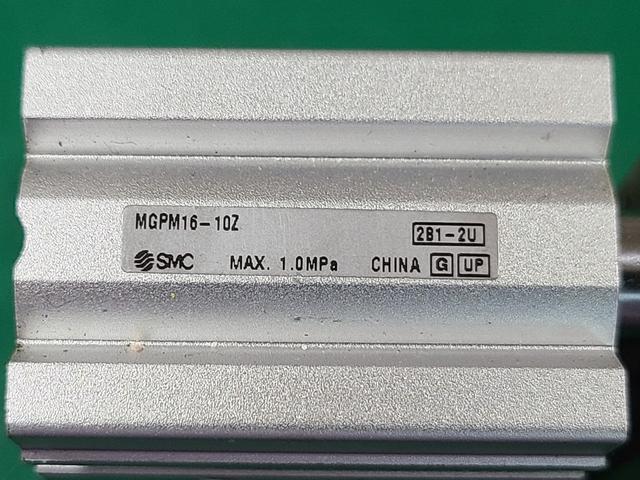 MGPM16-10Z
2B1-2U
SMC MAX. 1.0MPa CHINA G UP